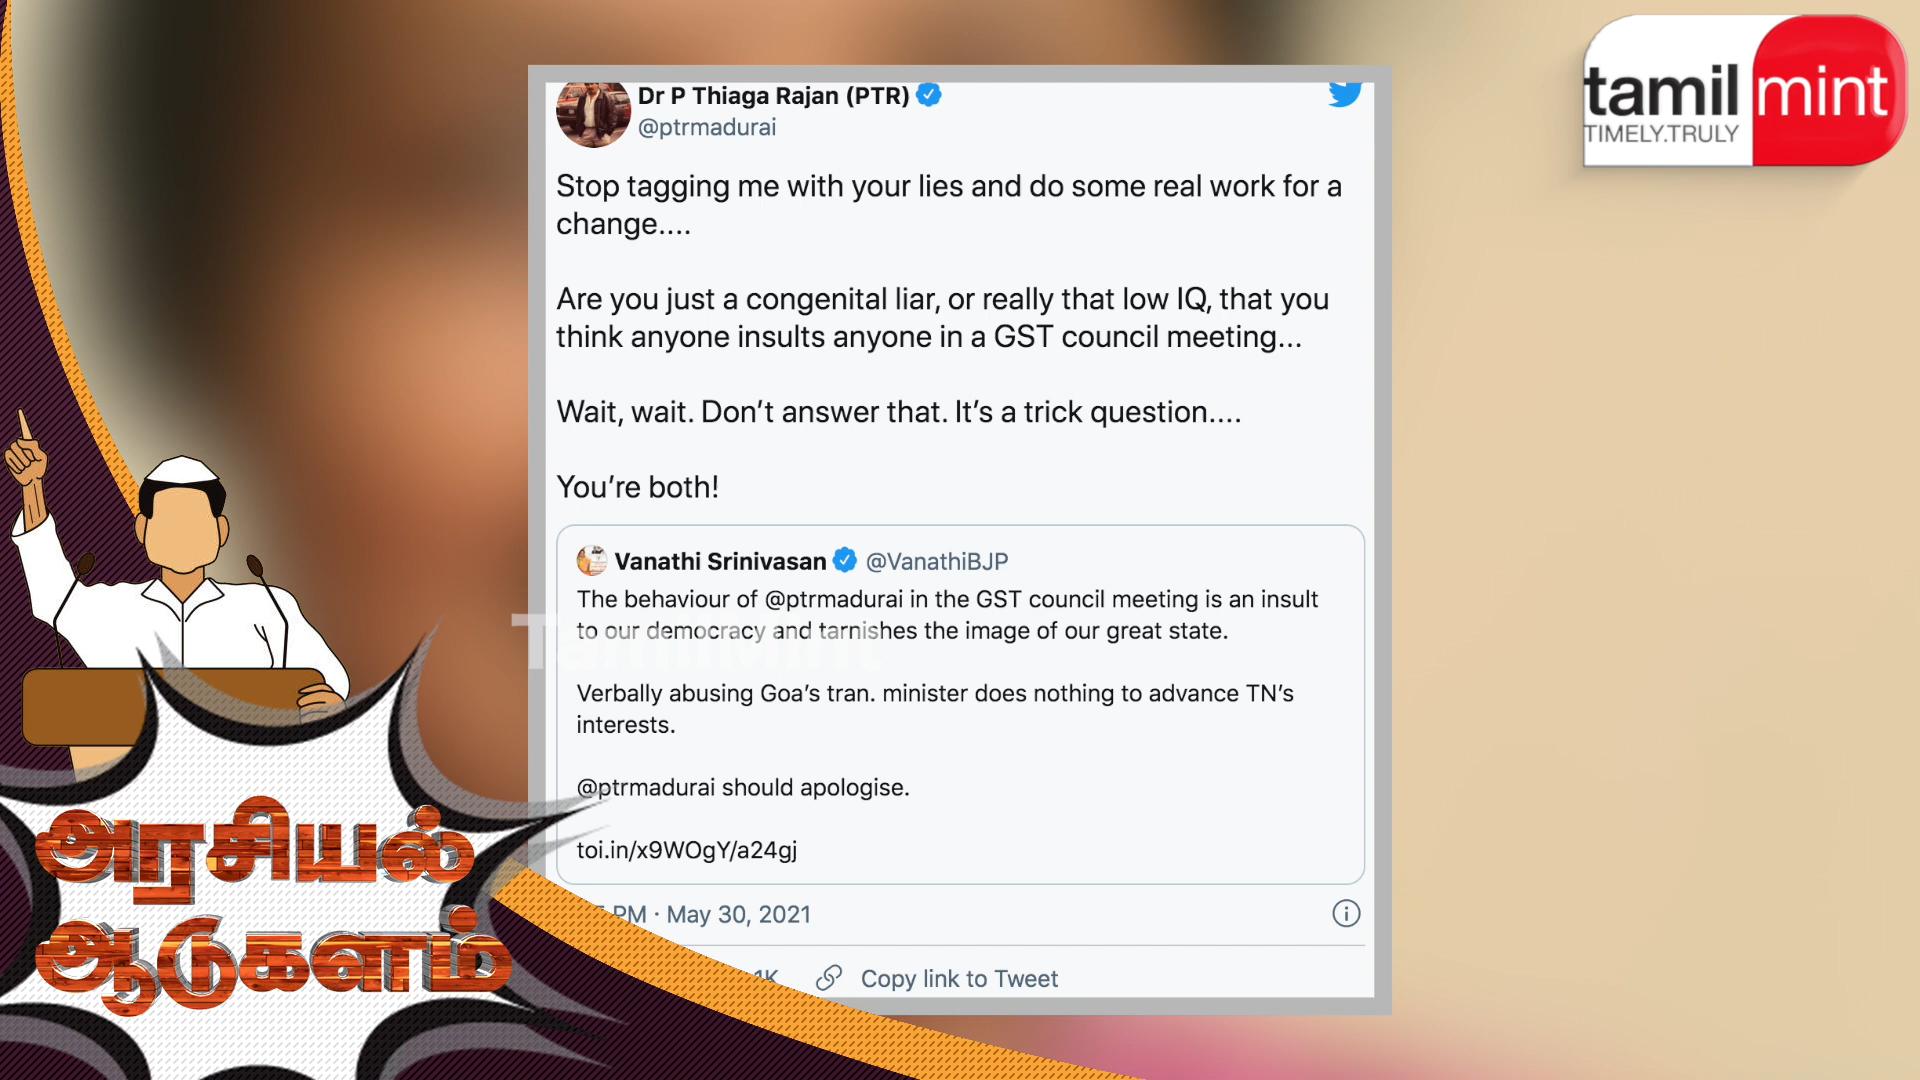 tamil mint
TIMELY.TRULY
Dr P Thiaga Rajan (PTR)
@ptrmadurai
Stop tagging me with your lies and do some real work for a
change....
Are you just a congenital liar, or really that low IQ, that you
think anyone insults anyone in a GST council meeting...
Wait, wait. Don't answer that. It's a trick question....
You're both!
Vanathi Srinivasan @VanathiBJP
The behaviour of @ptrmadurai in the GST council meeting is an insult
to our democracy and tarnishes the image of our great state.
Verbally abusing Goa's tran. minister does nothing to advance TN's
interests.
@ptrmadurai should apologise.
toi.in/x9WOgY/a24gj
PM · May 30, 2021
Copy link to Tweet
TamilMint
அரசியல்
ஆடுகளம்